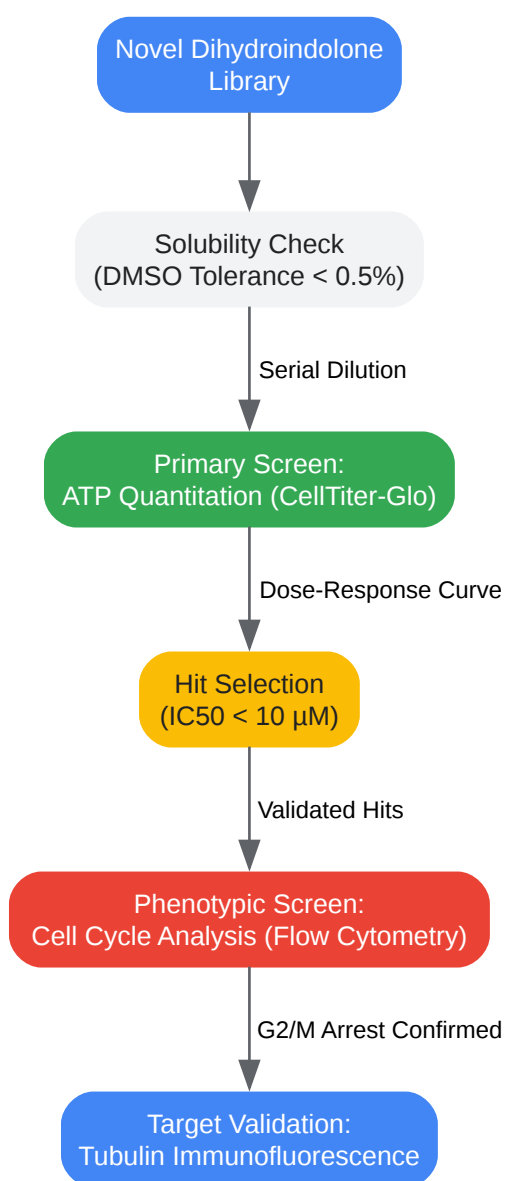 Novel Dihydroindolone
Library
Solubility Check
(DMSO Tolerance < 0.5%)
Serial Dilution
Primary Screen:
ATP Quantitation (CellTiter-Glo)
Dose-Response Curve
Hit Selection
(IC50 < 10 µM)
Validated Hits
Phenotypic Screen:
Cell Cycle Analysis (Flow Cytometry)
G2/M Arrest Confirmed
Target Validation:
Tubulin Immunofluorescence